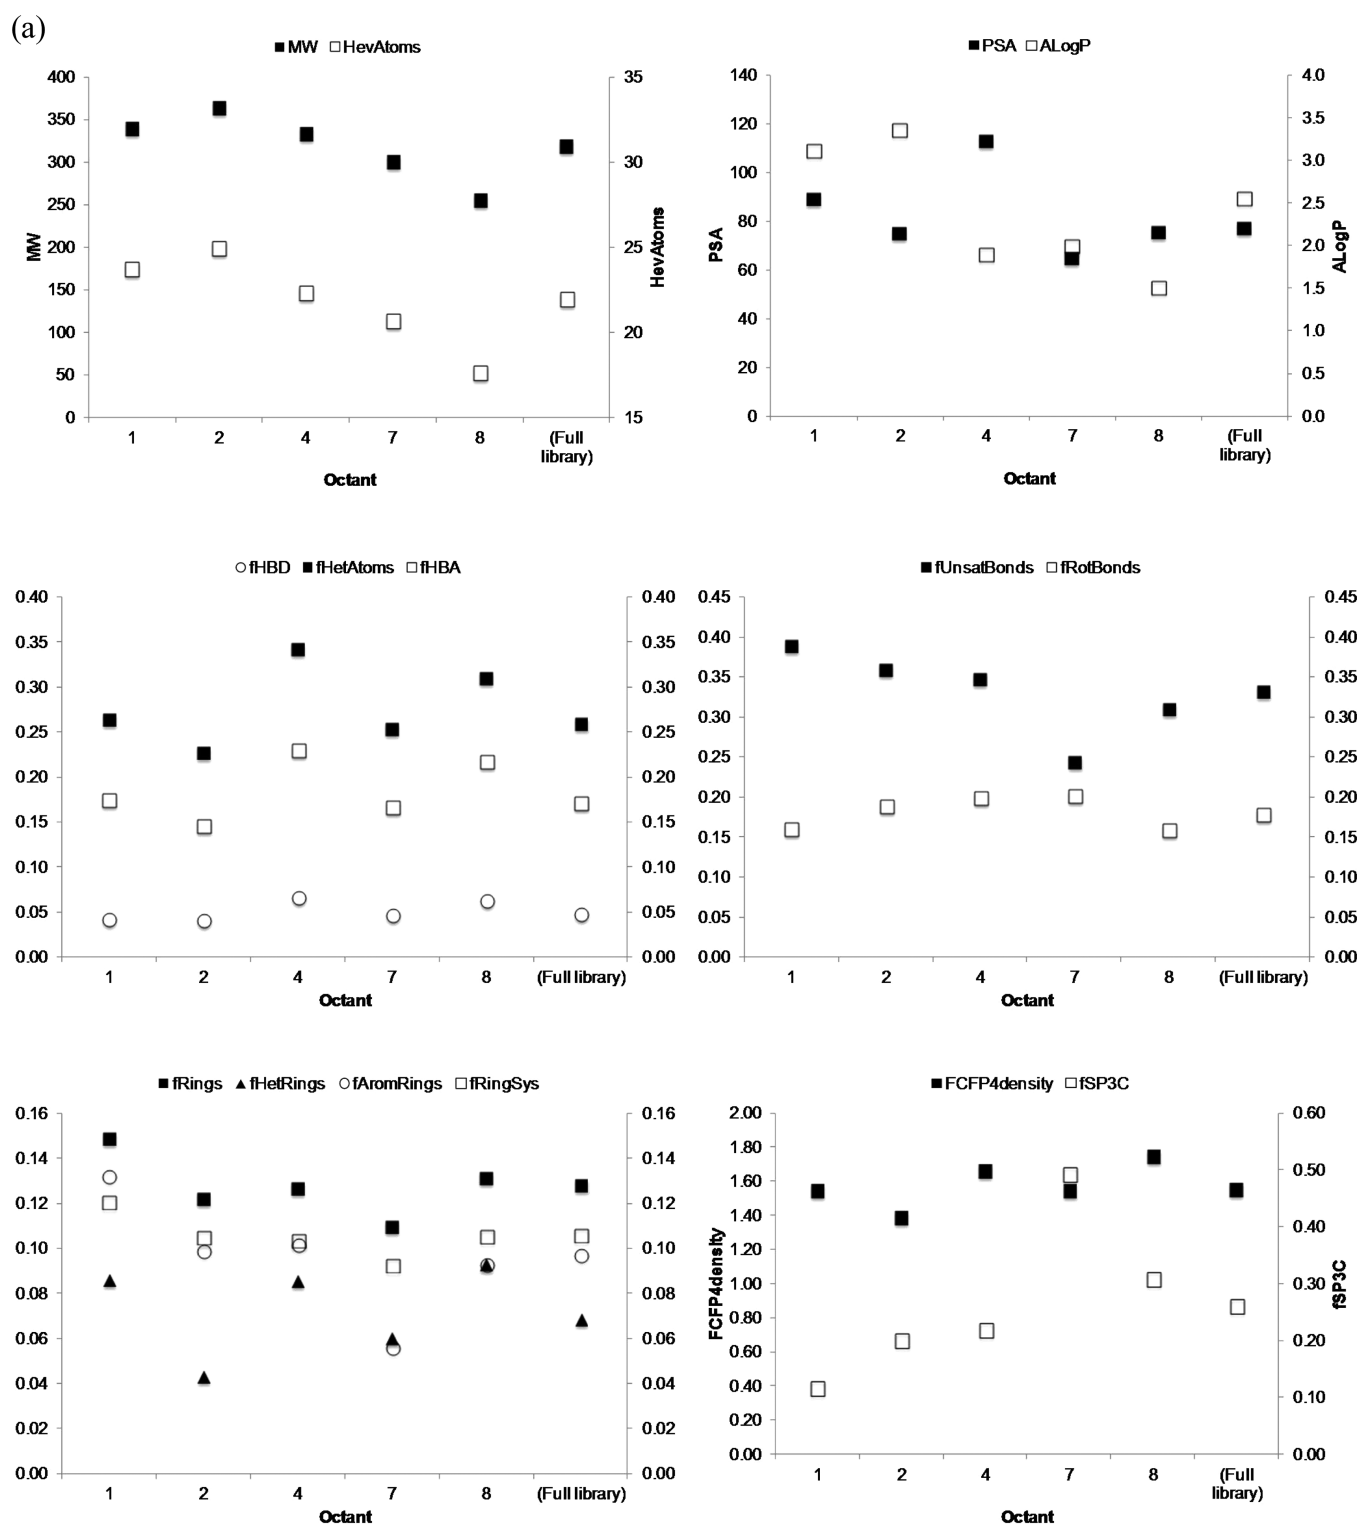 (a)
■ MW □ HevAtoms
400
350
300
250
200
150
100
50
0
MW
35
30
25
20
15
HevAtoms
1 2 4 7 8 (Full
library)
Octant
■ PSA □ ALogP
140
120
100
80
60
40
20
0
PSA
4.0
3.5
3.0
2.5
2.0
1.5
1.0
0.5
0.0
ALogP
1 2 4 7 8 (Full
library)
Octant
○ fHBD ■ fHetAtoms □ fHBA
0.40 0.40
0.35 0.35
0.30 0.30
0.25 0.25
0.20 0.20
0.15 0.15
0.10 0.10
0.05 0.05
0.00 0.00
1 2 4 7 8 (Full library)
Octant
■ fUnsatBonds □ fRotBonds
0.45 0.45
0.40 0.40
0.35 0.35
0.30 0.30
0.25 0.25
0.20 0.20
0.15 0.15
0.10 0.10
0.05 0.05
0.00 0.00
1 2 4 7 8 (Full library)
Octant
■ fRings ▲ fHetRings ○ fAromRings □ fRingSys
0.16 0.16
0.14 0.14
0.12 0.12
0.10 0.10
0.08 0.08
0.06 0.06
0.04 0.04
0.02 0.02
0.00 0.00
1 2 4 7 8 (Full library)
Octant
■ FCFP4density □ fSP3C
2.00
1.80
1.60
1.40
1.20
1.00
0.80
0.60
0.40
0.20
0.00
FCFP4density
0.60
0.50
0.40
0.30
0.20
0.10
0.00
fSP3C
1 2 4 7 8 (Full
library)
Octant